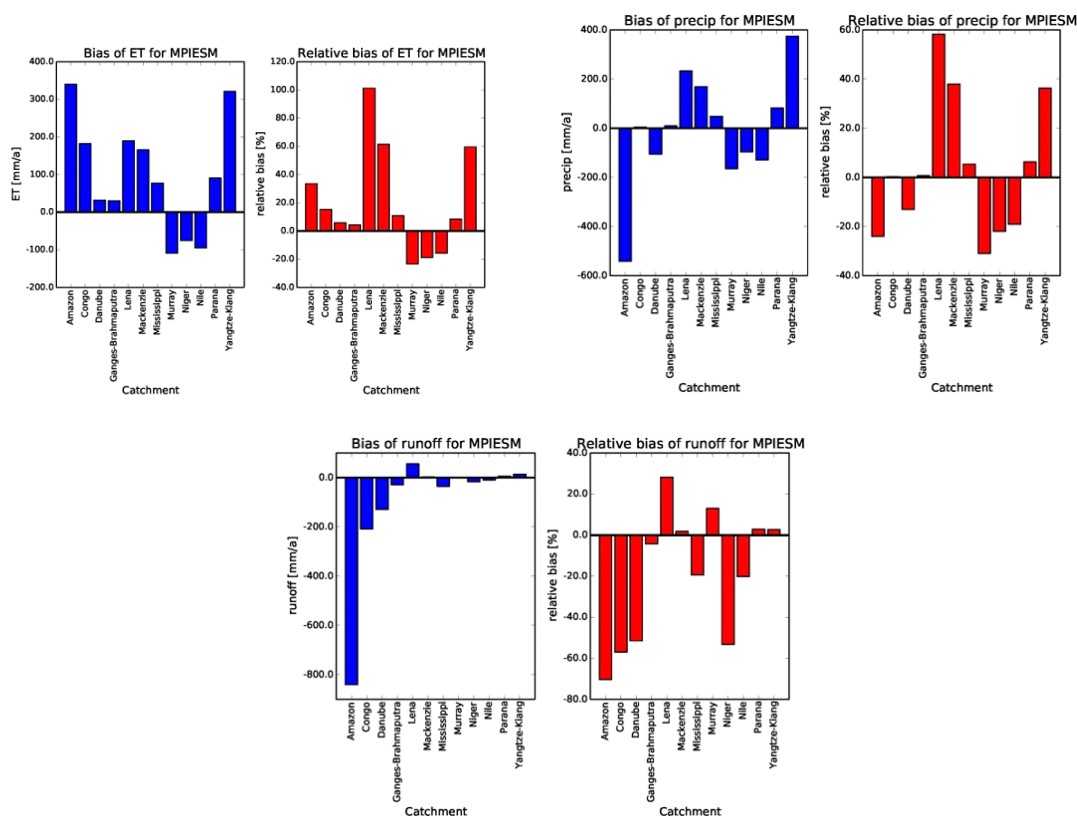 Bias of ET for MPIESM
400.0
300.0
200.0
100.0
0.0
-100.0
-200.0
ET [mm/a]
Amazon
Congo
Danube
Ganges-Brahmaputra
Lena
Mackenzie
Mississippi
Murray
Niger
Nile
Parana
Yangtze-Kiang
Catchment
Relative bias of ET for MPIESM
120.0
100.0
80.0
60.0
40.0
20.0
0.0
-20.0
-40.0
relative bias [%]
Amazon
Congo
Danube
Ganges-Brahmaputra
Lena
Mackenzie
Mississippi
Murray
Niger
Nile
Parana
Yangtze-Kiang
Catchment
Bias of precip for MPIESM
400.0
200.0
0.0
-200.0
-400.0
-600.0
precip [mm/a]
Amazon
Congo
Danube
Ganges-Brahmaputra
Lena
Mackenzie
Mississippi
Murray
Niger
Nile
Parana
Yangtze-Kiang
Catchment
Relative bias of precip for MPIESM
60.0
40.0
20.0
0.0
-20.0
-40.0
relative bias [%]
Amazon
Congo
Danube
Ganges-Brahmaputra
Lena
Mackenzie
Mississippi
Murray
Niger
Nile
Parana
Yangtze-Kiang
Catchment
Bias of runoff for MPIESM
0.0
-200.0
-400.0
-600.0
-800.0
runoff [mm/a]
Amazon
Congo
Danube
Ganges-Brahmaputra
Lena
Mackenzie
Mississippi
Murray
Niger
Nile
Parana
Yangtze-Kiang
Catchment
Relative bias of runoff for MPIESM
40.0
20.0
0.0
-20.0
-40.0
-60.0
-80.0
relative bias [%]
Amazon
Congo
Danube
Ganges-Brahmaputra
Lena
Mackenzie
Mississippi
Murray
Niger
Nile
Parana
Yangtze-Kiang
Catchment